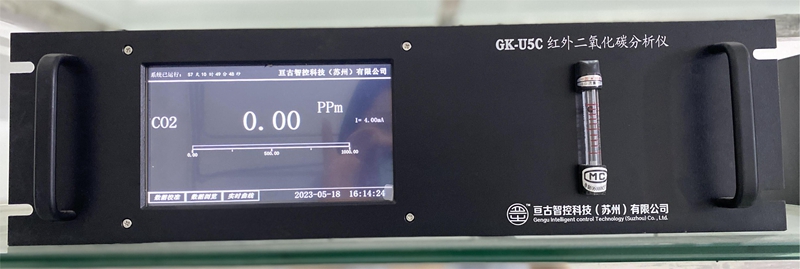 GK-U5C 红外二氧化碳分析仪
系统已运行: 07 天 16 时 49 分 48 秒
亘古智控科技（苏州）有限公司
PPm
CO2
0.00
I= 4.00mA
0.00 500.00 1000.00
数据校准 数据浏览 实时曲线
2023-05-18 16:14:24
MC
亘古智控科技（苏州）有限公司
Gengu Intelligent control Technology (Suzhou) Co., Ltd.